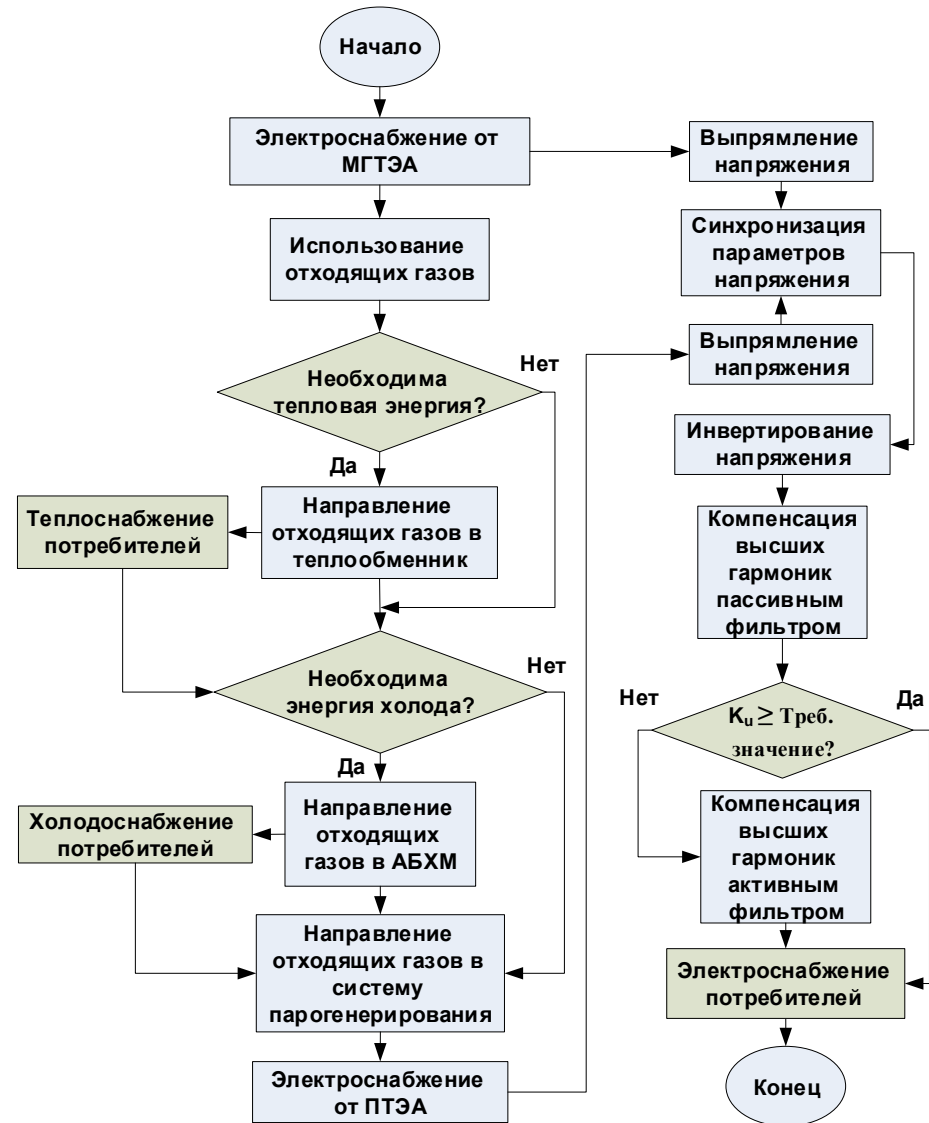 Начало
Электроснабжение от
МГТЭА
Использование
отходящих газов
Необходима
тепловая энергия?
Нет
Да
Направление
отходящих газов в
теплообменник
Теплоснабжение
потребителей
Необходима
энергия холода?
Нет
Да
Направление
отходящих
газов в АБХМ
Холодоснабжение
потребителей
Направление
отходящих газов в
систему
парогенерирования
Электроснабжение
от ПТЭА
Выпрямление
напряжения
Синхронизация
параметров
напряжения
Выпрямление
напряжения
Инвертирование
напряжения
Компенсация
высших
гармоник
пассивным
фильтром
Нет
Да
Ku ≥ Треб.
значение?
Компенсация
высших
гармоник
активным
фильтром
Электроснабжение
потребителей
Конец